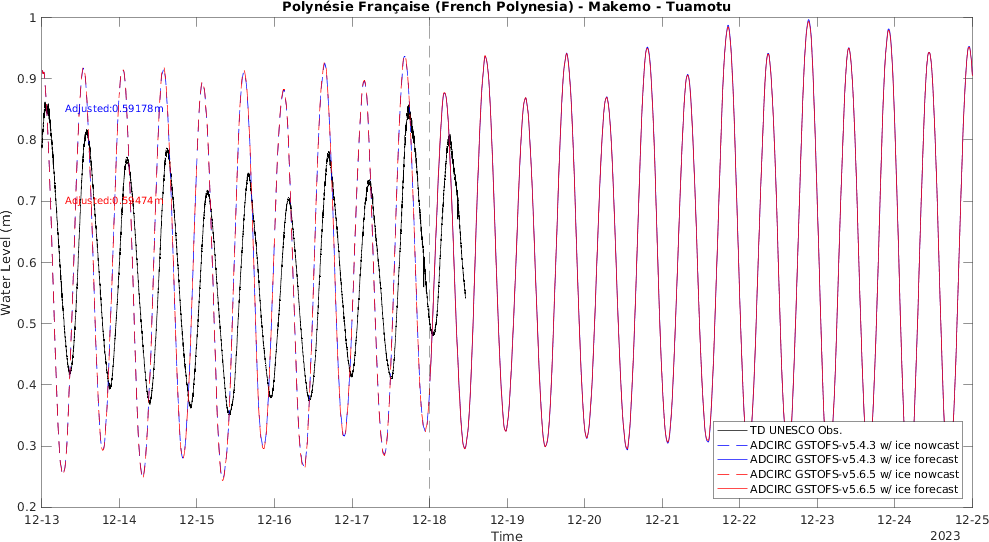 Polynésie Française (French Polynesia) - Makemo - Tuamotu
1
0.9
0.8
0.7
0.6
0.5
0.4
0.3
0.2
Water Level (m)
Adjusted:0.59178m
Adjusted:0.59474m
TD UNESCO Obs.
ADCIRC GSTOFS-v5.4.3 w/ ice nowcast
ADCIRC GSTOFS-v5.4.3 w/ ice forecast
ADCIRC GSTOFS-v5.6.5 w/ ice nowcast
ADCIRC GSTOFS-v5.6.5 w/ ice forecast
12-13 12-14 12-15 12-16 12-17 12-18 12-19 12-20 12-21 12-22 12-23 12-24 12-25
Time
2023